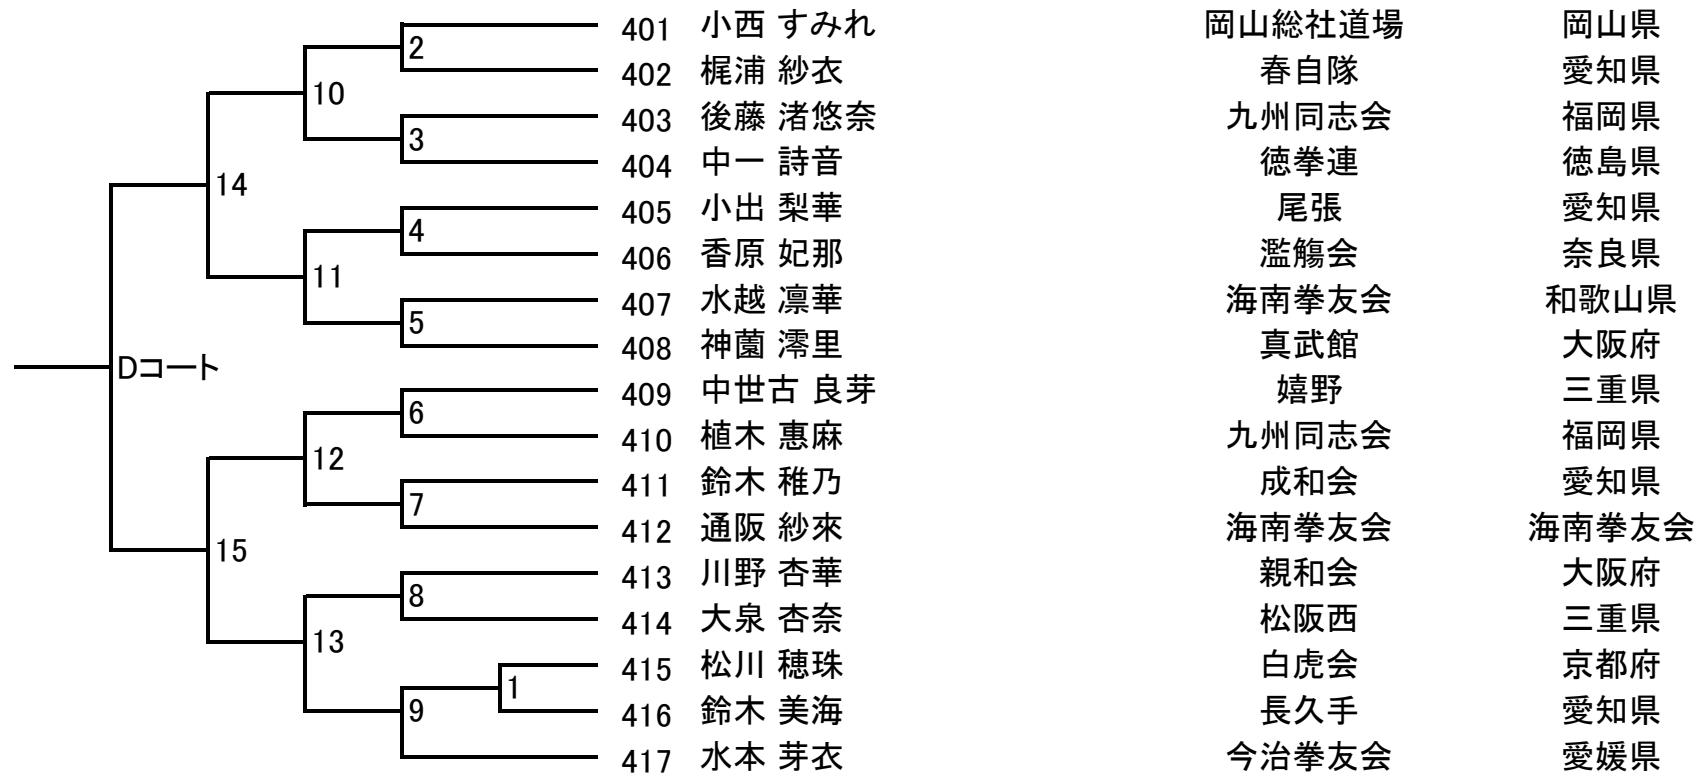 401 小西 すみれ 岡山総社道場 岡山県
2
402 梶浦 紗衣 春自隊 愛知県
10
403 後藤 渚悠奈 九州同志会 福岡県
3
404 中一 詩音 徳拳連 徳島県
14
405 小出 梨華 尾張 愛知県
4
406 香原 妃那 濫觴会 奈良県
11
407 水越 凛華 海南拳友会 和歌山県
5
408 神薗 澪里 真武館 大阪府
Dコート
409 中世古 良芽 嬉野 三重県
6
410 植木 惠麻 九州同志会 福岡県
12
411 鈴木 稚乃 成和会 愛知県
7
412 通阪 紗來 海南拳友会 海南拳友会
15
413 川野 杏華 親和会 大阪府
8
414 大泉 杏奈 松阪西 三重県
13
415 松川 穂珠 白虎会 京都府
1
416 鈴木 美海 長久手 愛知県
9
417 水本 芽衣 今治拳友会 愛媛県